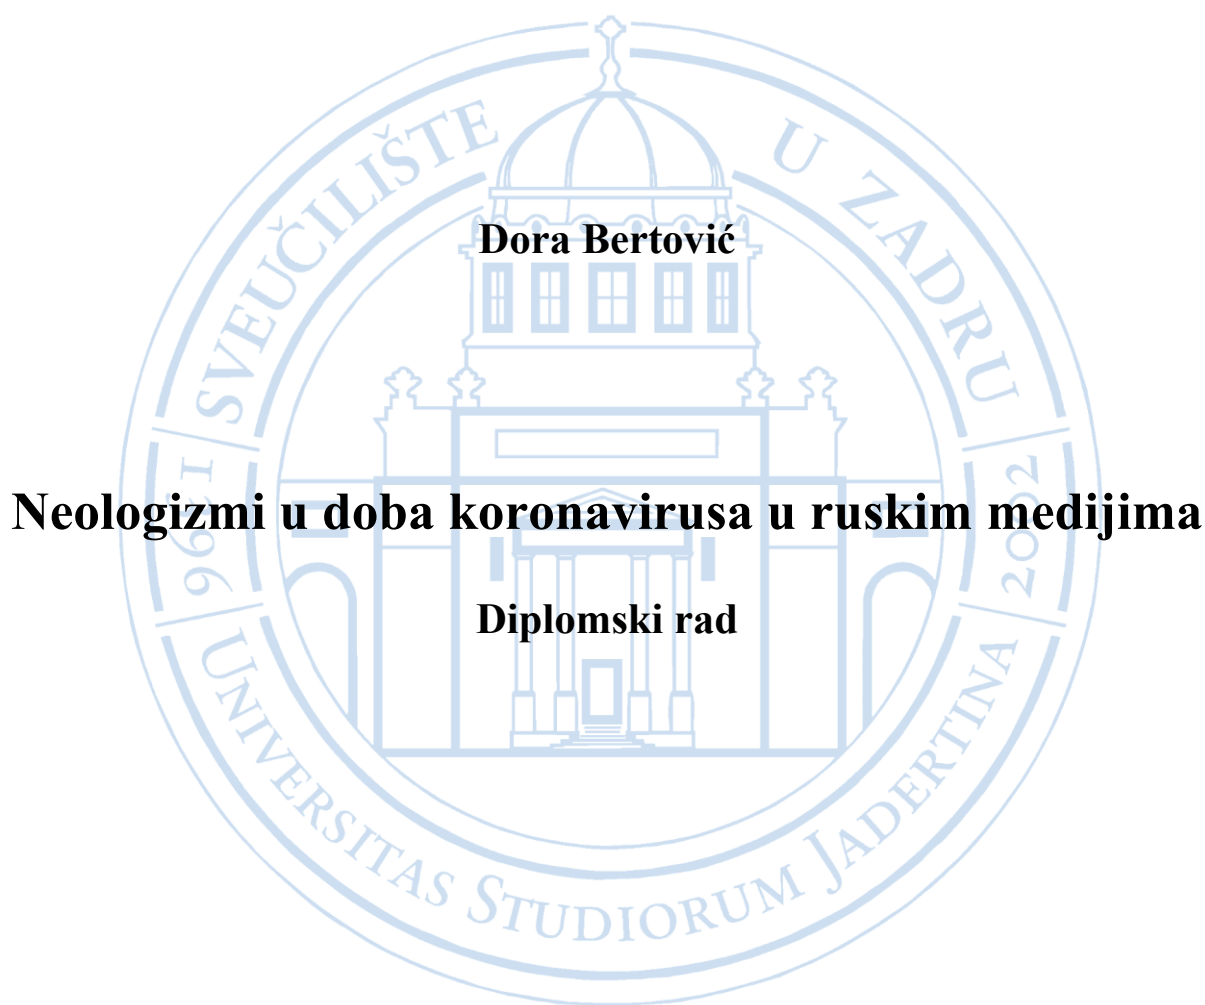 SVEUČILIŠTE U ZADRU
Dora Bertović
Neologizmi u doba koronavirusa u ruskim medijima
1396
2002
Diplomski rad
UNIVERSITAS STUDIORUM JADERTINA